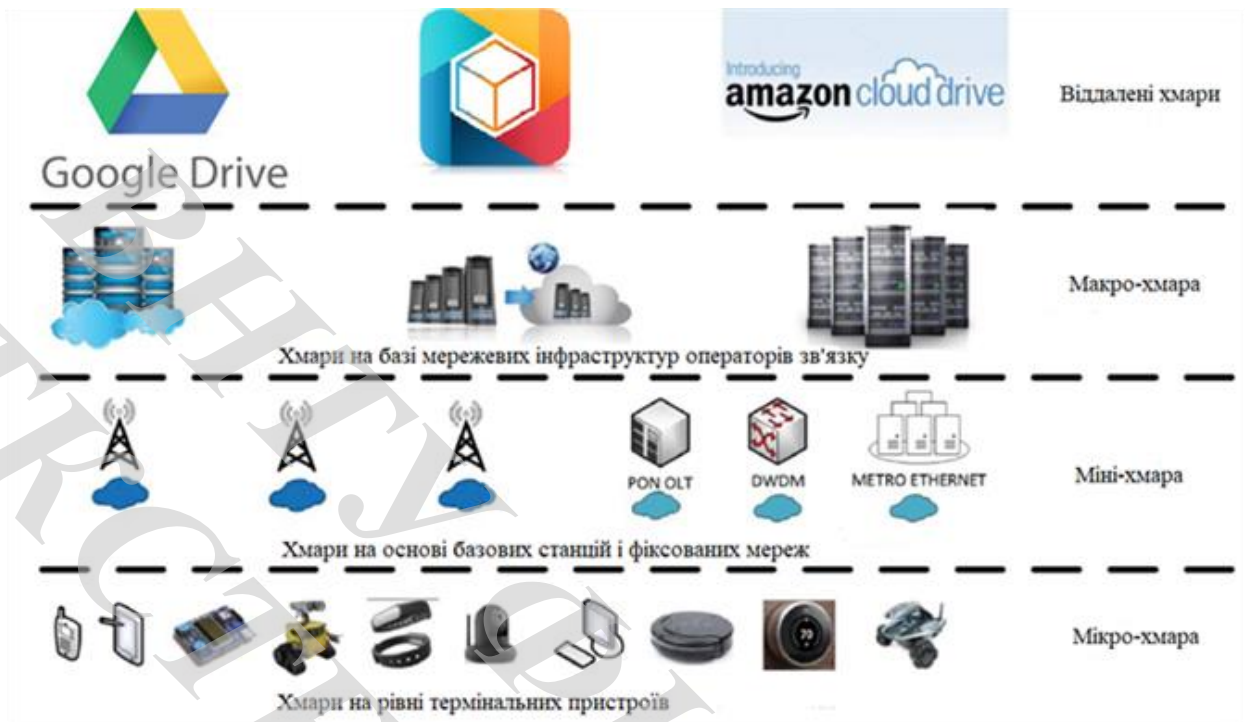 Introducing
amazon cloud drive
Віддалені хмари
Google Drive
Макро-хмара
Хмари на базі мережевих інфраструктур операторів зв'язку
PON OLT
DWDM
METRO ETHERNET
Міні-хмара
Хмари на основі базових станцій і фіксованих мереж
70
Мікро-хмара
Хмари на рівні термінальних пристроїв